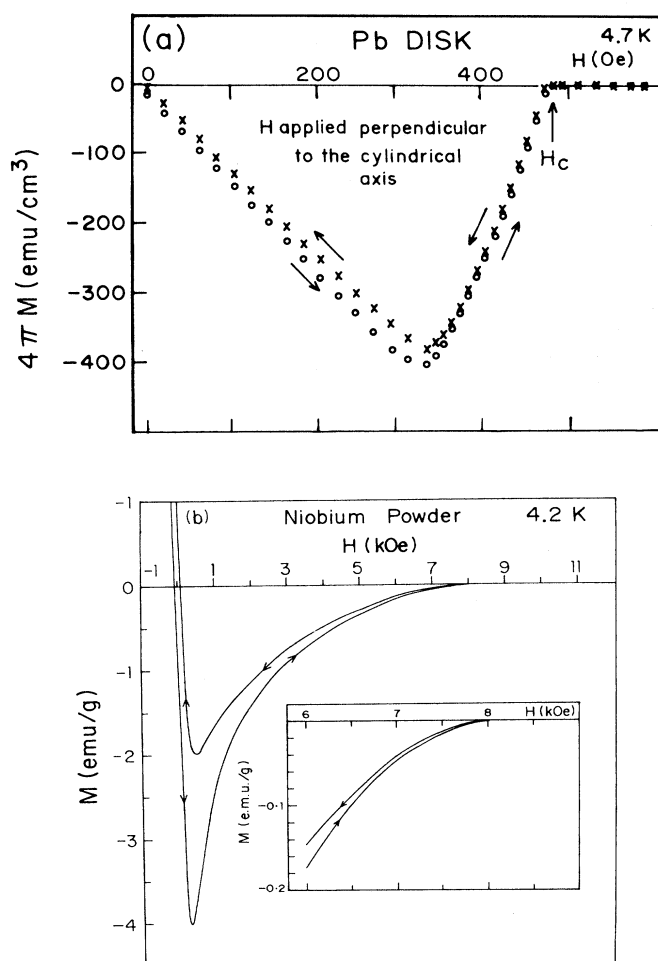 (a) Pb DISK 4.7 K
H (Oe)
0 200 400
0
-100
-200
-300
-400
4π M (emu/cm³)
H applied perpendicular
to the cylindrical
axis
Hc
(b) Niobium Powder 4.2 K
H (kOe)
-1 1 3 5 7 9 11
-1
0
-1
-2
-3
-4
M (emu/g)
6 7 8 H (kOe)
-0.1
-0.2
M (e.m.u./g)